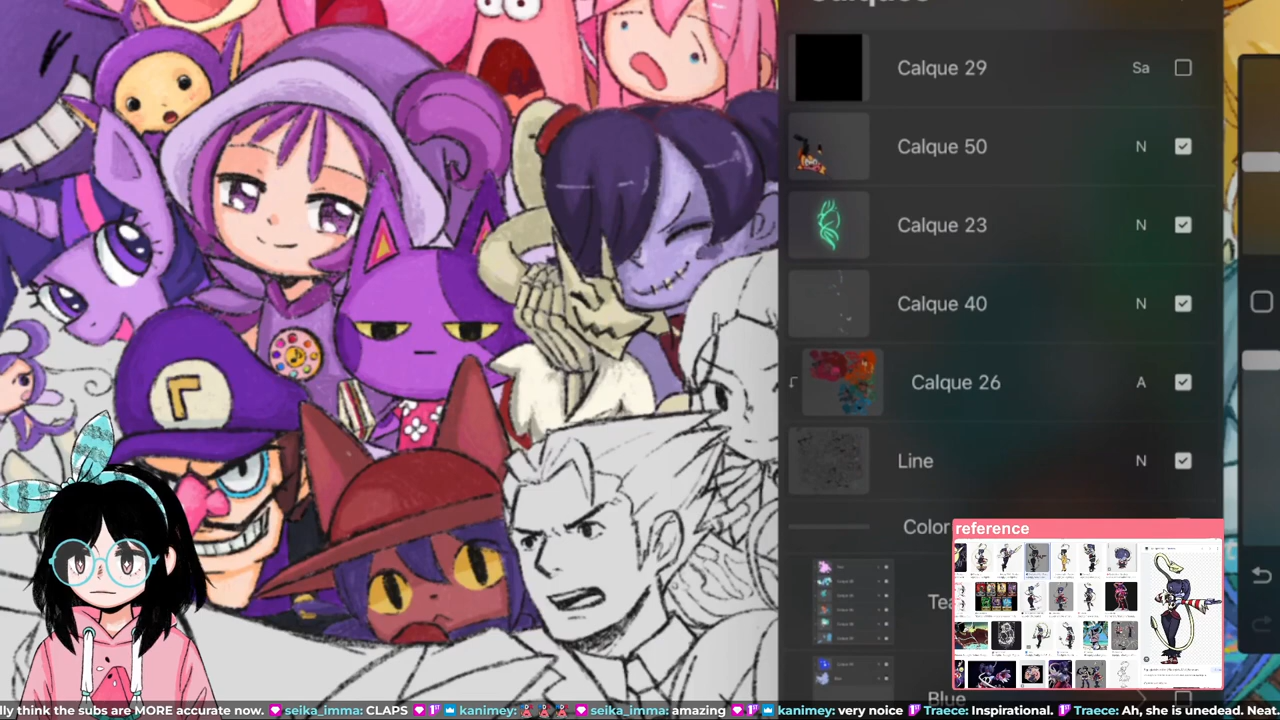 Calque 29 Sa
Calque 50 N
Calque 23 N
Calque 40 N
Calque 26 A
Line N
Color
reference
Blue
lly think the subs are MORE accurate now. seika_imma: CLAPS kanimey: seika_imma: amazing kanimey: very noice Traece: Inspirational. Traece: Ah, she is unedead. Neat.